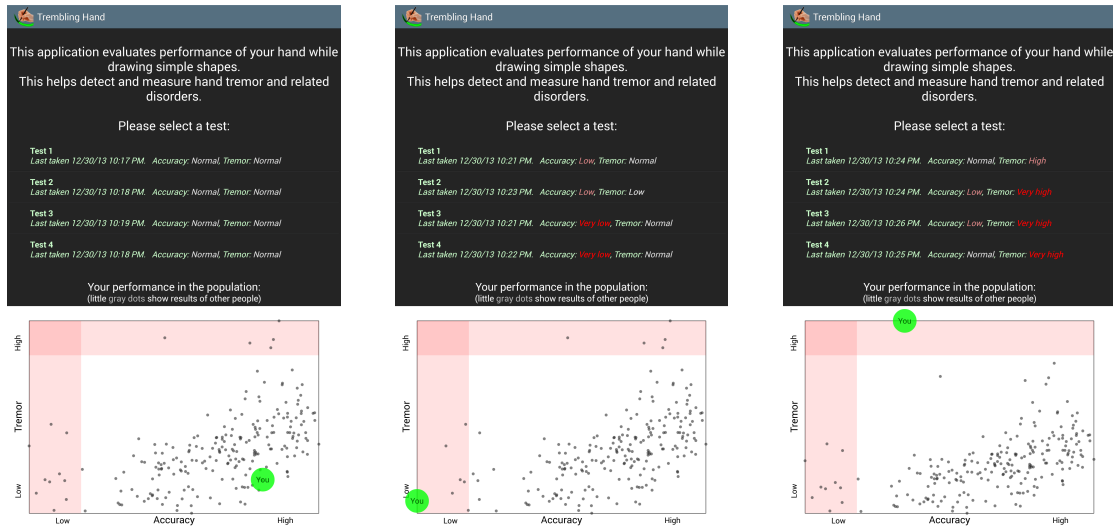 Trembling Hand
This application evaluates performance of your hand while
drawing simple shapes.
This helps detect and measure hand tremor and related
disorders.
Please select a test:
Test 1
Last taken 12/30/13 10:17 PM. Accuracy: Normal, Tremor: Normal
Test 2
Last taken 12/30/13 10:18 PM. Accuracy: Normal, Tremor: Normal
Test 3
Last taken 12/30/13 10:19 PM. Accuracy: Normal, Tremor: Normal
Test 4
Last taken 12/30/13 10:18 PM. Accuracy: Normal, Tremor: Normal
Your performance in the population:
(little gray dots show results of other people)
High
Tremor
Low
You
Low
Accuracy
High
Trembling Hand
This application evaluates performance of your hand while
drawing simple shapes.
This helps detect and measure hand tremor and related
disorders.
Please select a test:
Test 1
Last taken 12/30/13 10:21 PM. Accuracy: Low, Tremor: Normal
Test 2
Last taken 12/30/13 10:23 PM. Accuracy: Low, Tremor: Low
Test 3
Last taken 12/30/13 10:21 PM. Accuracy: Very low, Tremor: Normal
Test 4
Last taken 12/30/13 10:22 PM. Accuracy: Very low, Tremor: Normal
Your performance in the population:
(little gray dots show results of other people)
High
Tremor
Low
You
Low
Accuracy
High
Trembling Hand
This application evaluates performance of your hand while
drawing simple shapes.
This helps detect and measure hand tremor and related
disorders.
Please select a test:
Test 1
Last taken 12/30/13 10:24 PM. Accuracy: Normal, Tremor: High
Test 2
Last taken 12/30/13 10:24 PM. Accuracy: Low, Tremor: Very high
Test 3
Last taken 12/30/13 10:26 PM. Accuracy: Low, Tremor: Very high
Test 4
Last taken 12/30/13 10:25 PM. Accuracy: Normal, Tremor: Very high
Your performance in the population:
(little gray dots show results of other people)
You
High
Tremor
Low
Low
Accuracy
High